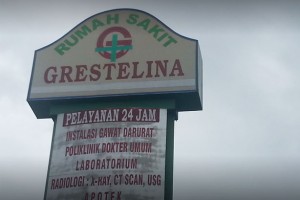 RUMAH SAKIT
GRESTELINA
PELAYANAN 24 JAM
INSTALASI GAWAT DARURAT
POLIKLINIK DOKTER UMUM
LABORATORIUM
RADIOLOGI : X-RAY, CT SCAN, USG
APOTEK